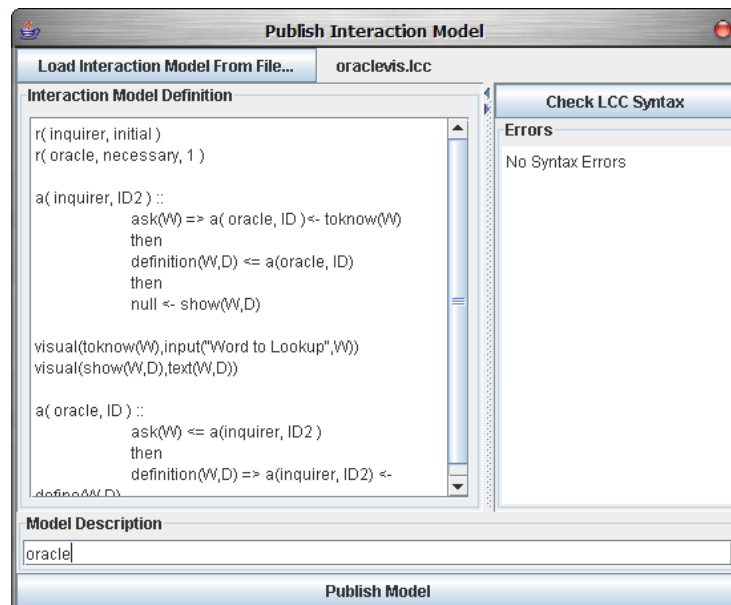 Publish Interaction Model
Load Interaction Model From File...
oraclevis.lcc
Interaction Model Definition
r( inquirer, initial )
r( oracle, necessary, 1 )
a( inquirer, ID2 ) ::
ask(W) => a( oracle, ID )<- toknow(W)
then
definition(W,D) <= a(oracle, ID)
then
null <- show(W,D)
visual(toknow(W),input("Word to Lookup",W))
visual(show(W,D),text(W,D))
a( oracle, ID ) ::
ask(W) <= a(inquirer, ID2 )
then
definition(W,D) => a(inquirer, ID2) <-
define(W,D)
Check LCC Syntax
Errors
No Syntax Errors
Model Description
oracle
Publish Model